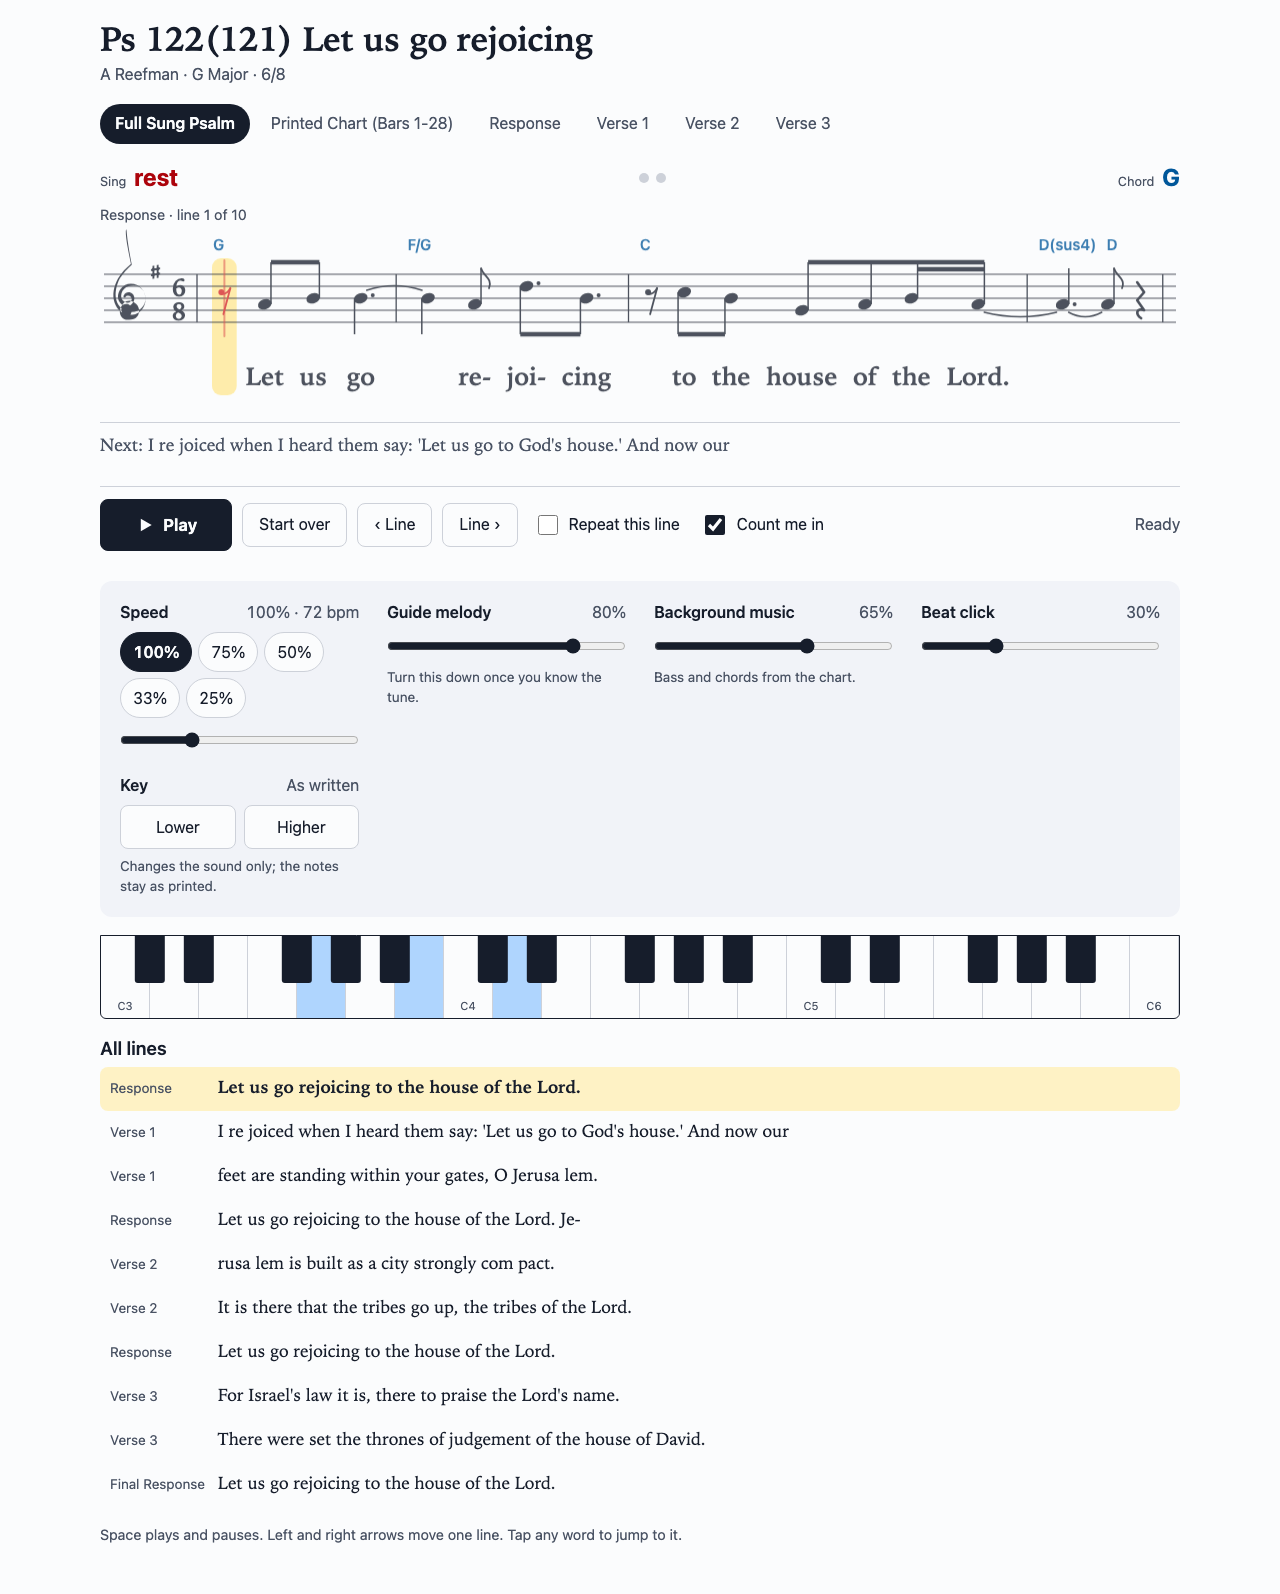 Ps 122(121) Let us go rejoicing
A Reefman · G Major · 6/8
Full Sung Psalm Printed Chart (Bars 1-28) Response Verse 1 Verse 2 Verse 3
Sing rest Chord G
Response · line 1 of 10
G F/G C D(sus4) D
6
8
Let us go re- joi- cing to the house of the Lord.
Next: I re joiced when I heard them say: 'Let us go to God's house.' And now our
Play Start over ‹ Line Line › Repeat this line Count me in Ready
Speed 100% · 72 bpm Guide melody 80% Background music 65% Beat click 30%
100% 75% 50%
Turn this down once you know the tune.
Bass and chords from the chart.
33% 25%
Key As written
Lower Higher
Changes the sound only; the notes
stay as printed.
C3 C4 C5 C6
All lines
Response Let us go rejoicing to the house of the Lord.
Verse 1 I re joiced when I heard them say: 'Let us go to God's house.' And now our
Verse 1 feet are standing within your gates, O Jerusa lem.
Response Let us go rejoicing to the house of the Lord. Je-
Verse 2 rusa lem is built as a city strongly com pact.
Verse 2 It is there that the tribes go up, the tribes of the Lord.
Response Let us go rejoicing to the house of the Lord.
Verse 3 For Israel's law it is, there to praise the Lord's name.
Verse 3 There were set the thrones of judgement of the house of David.
Final Response Let us go rejoicing to the house of the Lord.
Space plays and pauses. Left and right arrows move one line. Tap any word to jump to it.